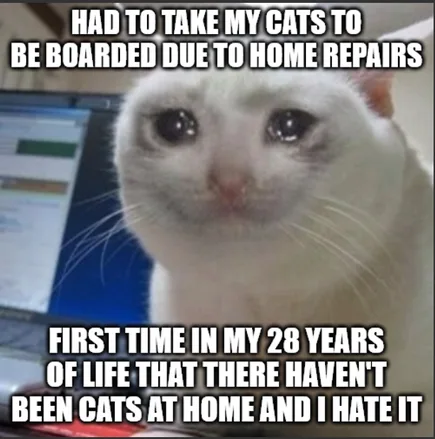 HAD TO TAKE MY CATS TO
BE BOARDED DUE TO HOME REPAIRS
FIRST TIME IN MY 28 YEARS
OF LIFE THAT THERE HAVEN'T
BEEN CATS AT HOME AND I HATE IT